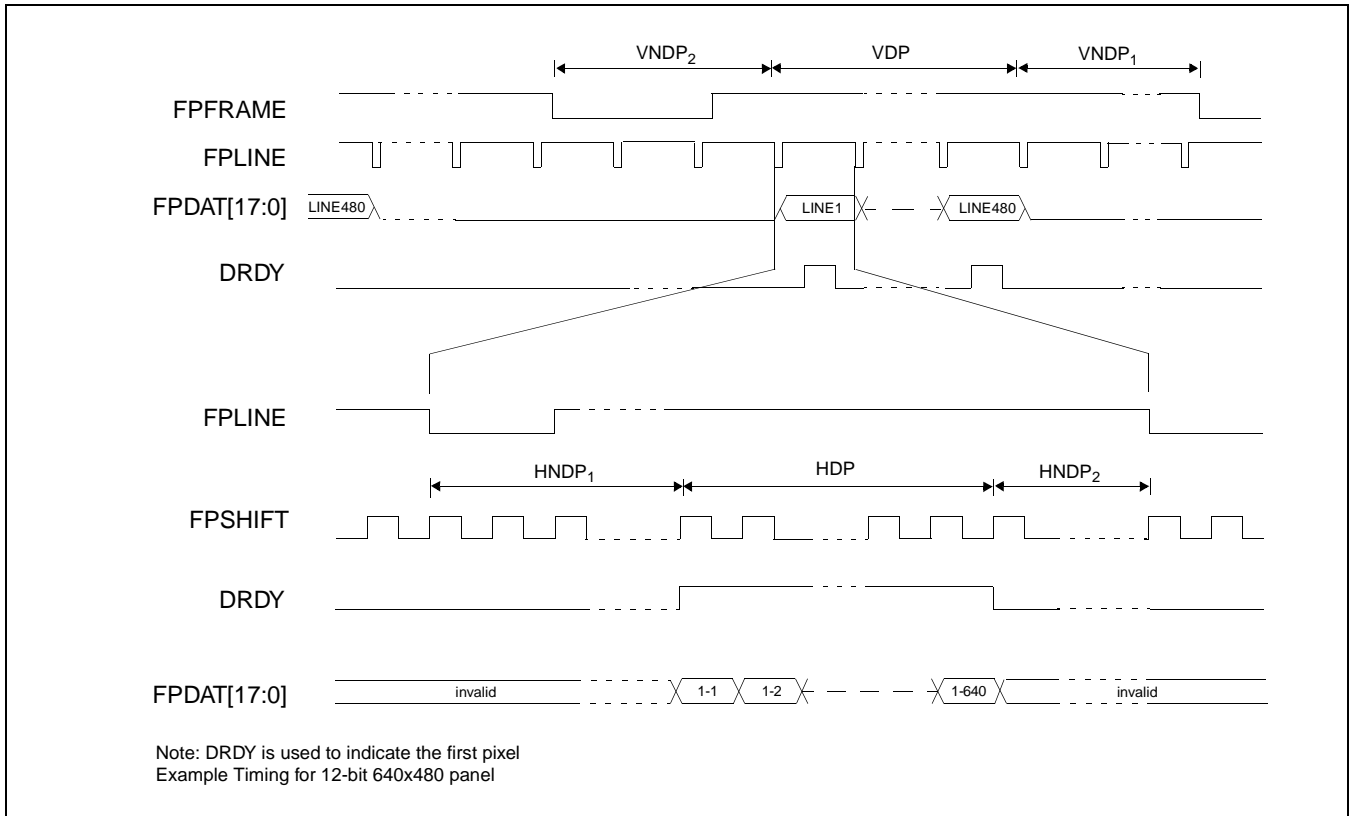 VNDP2 VDP VNDP1
FPFRAME
FPLINE
FPDAT[17:0] LINE480 LINE1 LINE480
DRDY
FPLINE
HNDP1 HDP HNDP2
FPSHIFT
DRDY
FPDAT[17:0] invalid 1-1 1-2 1-640 invalid
Note: DRDY is used to indicate the first pixel
Example Timing for 12-bit 640x480 panel